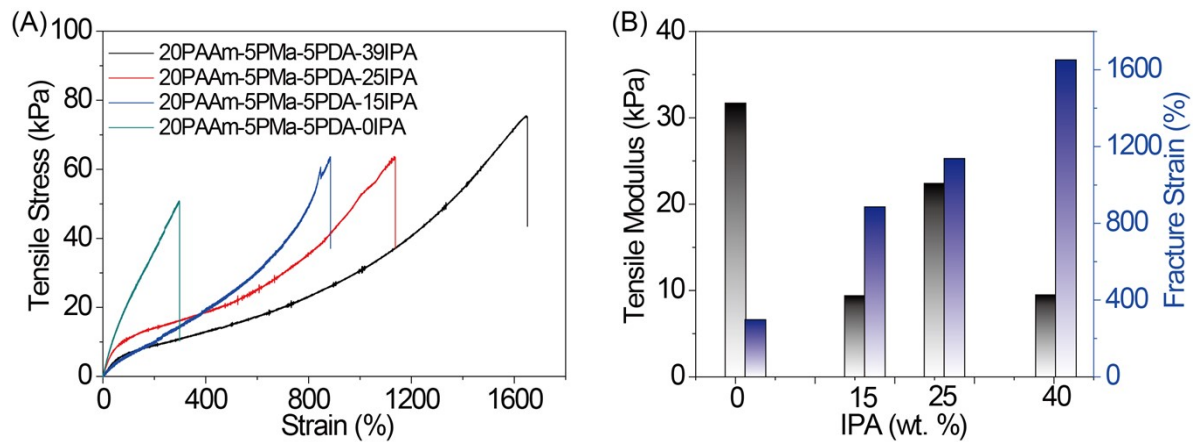 (A)
100
80
60
40
20
0
Tensile Stress (kPa)
20PAAm-5PMa-5PDA-39IPA
20PAAm-5PMa-5PDA-25IPA
20PAAm-5PMa-5PDA-15IPA
20PAAm-5PMa-5PDA-0IPA
0 400 800 1200 1600
Strain (%)
(B)
40
30
20
10
0
Tensile Modulus (kPa)
1600
1200
800
400
0
Fracture Strain (%)
0 15 25 40
IPA (wt. %)